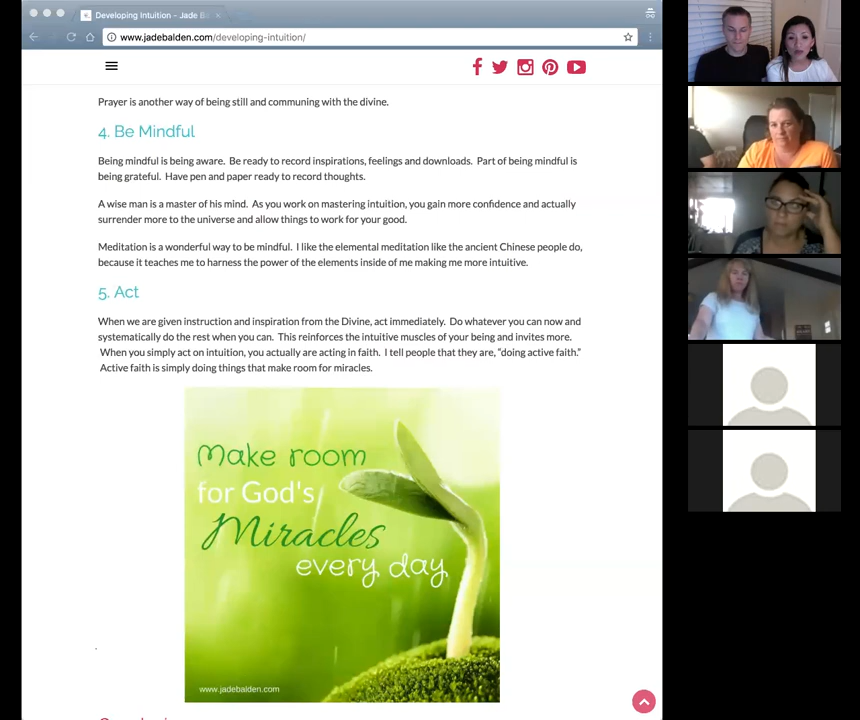 Developing Intuition - Jade B
www.jadebalden.com/developing-intuition/
Prayer is another way of being still and communing with the divine.
4. Be Mindful
Being mindful is being aware.  Be ready to record inspirations, feelings and downloads.  Part of being mindful is
being grateful.  Have pen and paper ready to record thoughts.
A wise man is a master of his mind.  As you work on mastering intuition, you gain more confidence and actually
surrender more to the universe and allow things to work for your good.
Meditation is a wonderful way to be mindful.  I like the elemental meditation like the ancient Chinese people do,
because it teaches me to harness the power of the elements inside of me making me more intuitive.
5. Act
When we are given instruction and inspiration from the Divine, act immediately.  Do whatever you can now and
systematically do the rest when you can.  This reinforces the intuitive muscles of your being and invites more.
When you simply act on intuition, you actually are acting in faith.  I tell people that they are, “doing active faith.”
Active faith is simply doing things that make room for miracles.
Make room
for God's
Miracles
every day
www.jadebalden.com